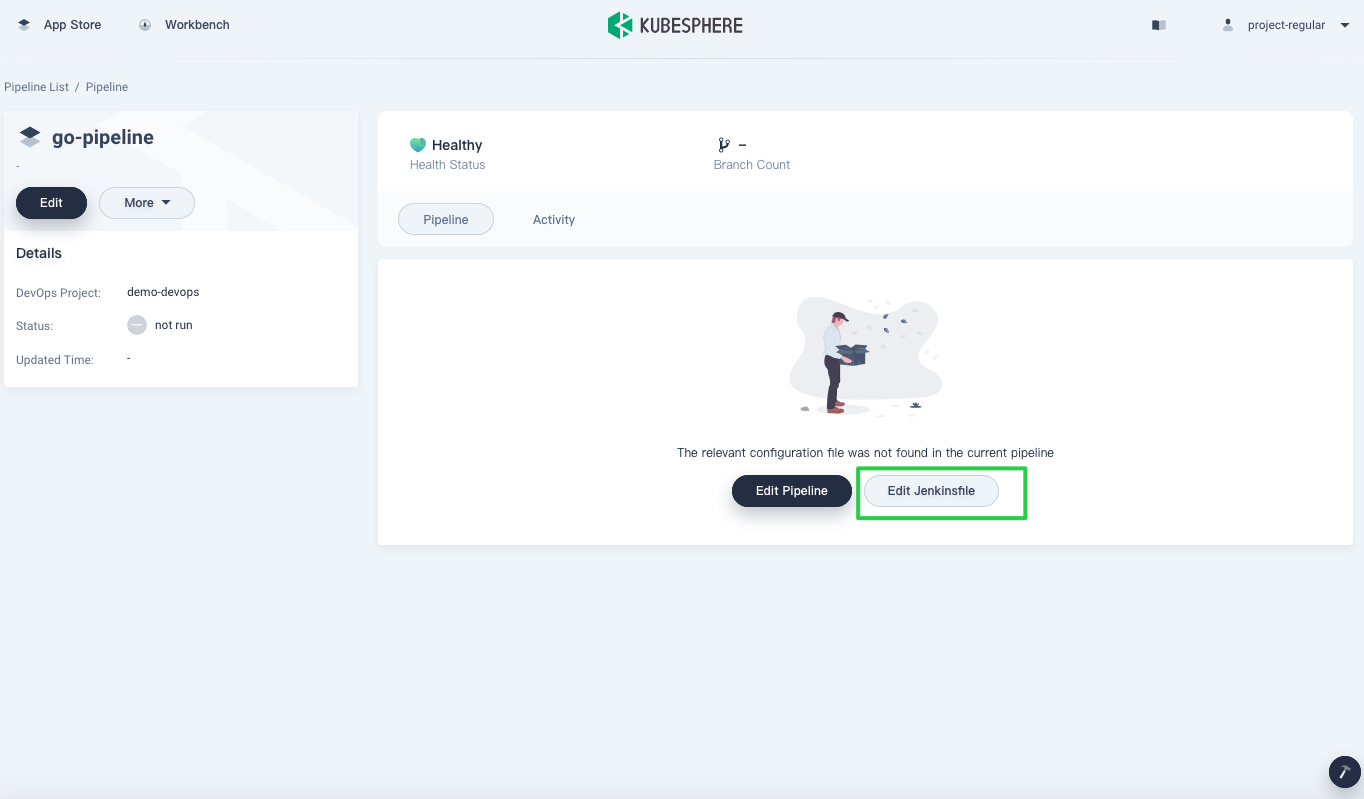 App Store
Workbench
KUBESPHERE
project-regular
Pipeline List / Pipeline
go-pipeline
-
Edit
More
Details
DevOps Project: demo-devops
Status: not run
Updated Time: -
Healthy
Health Status
–
Branch Count
Pipeline
Activity
The relevant configuration file was not found in the current pipeline
Edit Pipeline
Edit Jenkinsfile